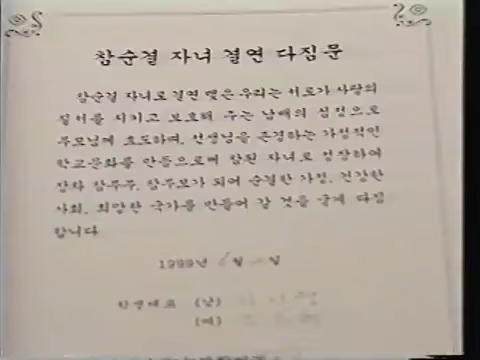 참순결 자녀 결연 다짐문
참순결 자녀로 결연 맺은 우리는 서로가 사랑의
질서를 지키고 보호해 주는 남매의 심정으로
부모님께 효도하며, 선생님을 존경하는 가정적인
학교문화를 만듦으로써 참된 자녀로 성장하여
장차 참부부, 참부모가 되어 순결한 가정, 건강한
사회, 희망찬 국가를 만들어 갈 것을 굳게 다짐
합니다
1999년 월 일
학생대표 (남)
(여)